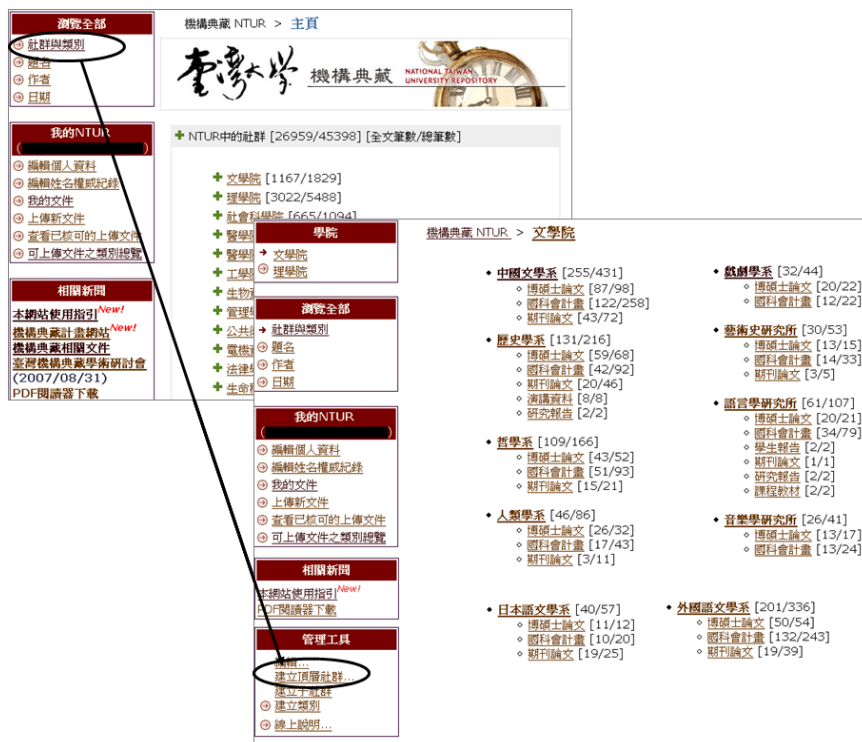 瀏覽全部
社群與類別
題名
作者
日期
我的NTUR
(
)
編輯個人資料
編輯姓名權威紀錄
我的文件
上傳新文件
查看已核可的上傳文件
可上傳文件之類別總覽
相關新聞
本網站使用指引New!
機構典藏計畫網站New!
機構典藏相關文件
臺灣機構典藏學術研討會
(2007/08/31)
PDF閱讀器下載
機構典藏 NTUR > 主頁
臺灣大學 機構典藏 NATIONAL TAIWAN
UNIVERSITY REPOSITORY
NTUR中的社群 [26959/45398] [全文筆數/總筆數]
文學院 [1167/1829]
理學院 [3022/5488]
社會科學院 [665/1094]
醫學院
醫學
工學院
生物
管理學
公共
電機
法律
生命
學院
文學院
理學院
瀏覽全部
社群與類別
題名
作者
日期
我的NTUR
(
)
編輯個人資料
編輯姓名權威紀錄
我的文件
上傳新文件
查看已核可的上傳文件
可上傳文件之類別總覽
相關新聞
本網站使用指引New!
PDF閱讀器下載
管理工具
編輯...
建立頂層社群...
建立子社群
建立類別
線上說明...
機構典藏 NTUR > 文學院
中國文學系 [255/431]
博碩士論文 [87/98]
國科會計畫 [122/258]
期刊論文 [43/72]
歷史學系 [131/216]
博碩士論文 [59/68]
國科會計畫 [42/92]
期刊論文 [20/46]
演講資料 [8/8]
研究報告 [2/2]
哲學系 [109/166]
博碩士論文 [43/52]
國科會計畫 [51/93]
期刊論文 [15/21]
人類學系 [46/86]
博碩士論文 [26/32]
國科會計畫 [17/43]
期刊論文 [3/11]
日本語文學系 [40/57]
博碩士論文 [11/12]
國科會計畫 [10/20]
期刊論文 [19/25]
戲劇學系 [32/44]
博碩士論文 [20/22]
國科會計畫 [12/22]
藝術史研究所 [30/53]
博碩士論文 [13/15]
國科會計畫 [14/33]
期刊論文 [3/5]
語言學研究所 [61/107]
博碩士論文 [20/21]
國科會計畫 [34/79]
學生報告 [2/2]
期刊論文 [1/1]
研究報告 [2/2]
課程教材 [2/2]
音樂學研究所 [26/41]
博碩士論文 [13/17]
國科會計畫 [13/24]
外國語文學系 [201/336]
博碩士論文 [50/54]
國科會計畫 [132/243]
期刊論文 [19/39]